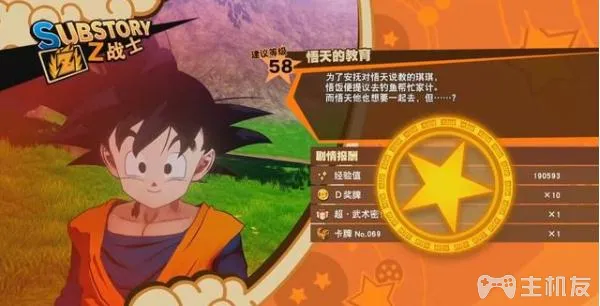 SUBSTORY
Z战士
建议等级
58
悟天的教育
为了安抚对悟天说教的琪琪，
悟饭便提议去钓鱼帮忙家计。
而悟天他也想要一起去，但……？
剧情报酬
经验值 190593
D奖牌 ×10
超·武术密 ×1
卡牌 No.069 ×1
主机友